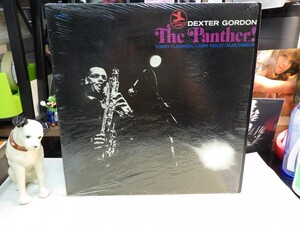 DEXTER GORDON
The Panther!
TOMMY FLANAGAN, LARRY RIDLEY, ALAN DAWSON